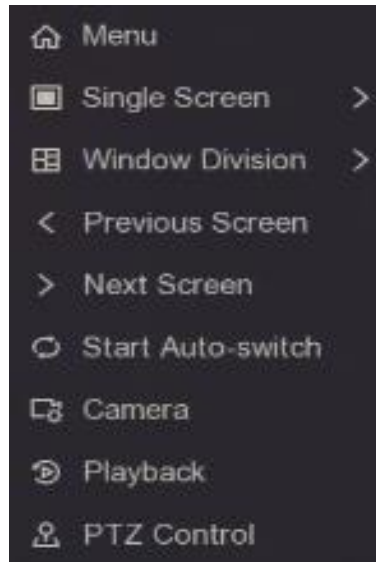 Menu
Single Screen
Window Division
Previous Screen
Next Screen
Start Auto-switch
Camera
Playback
PTZ Control